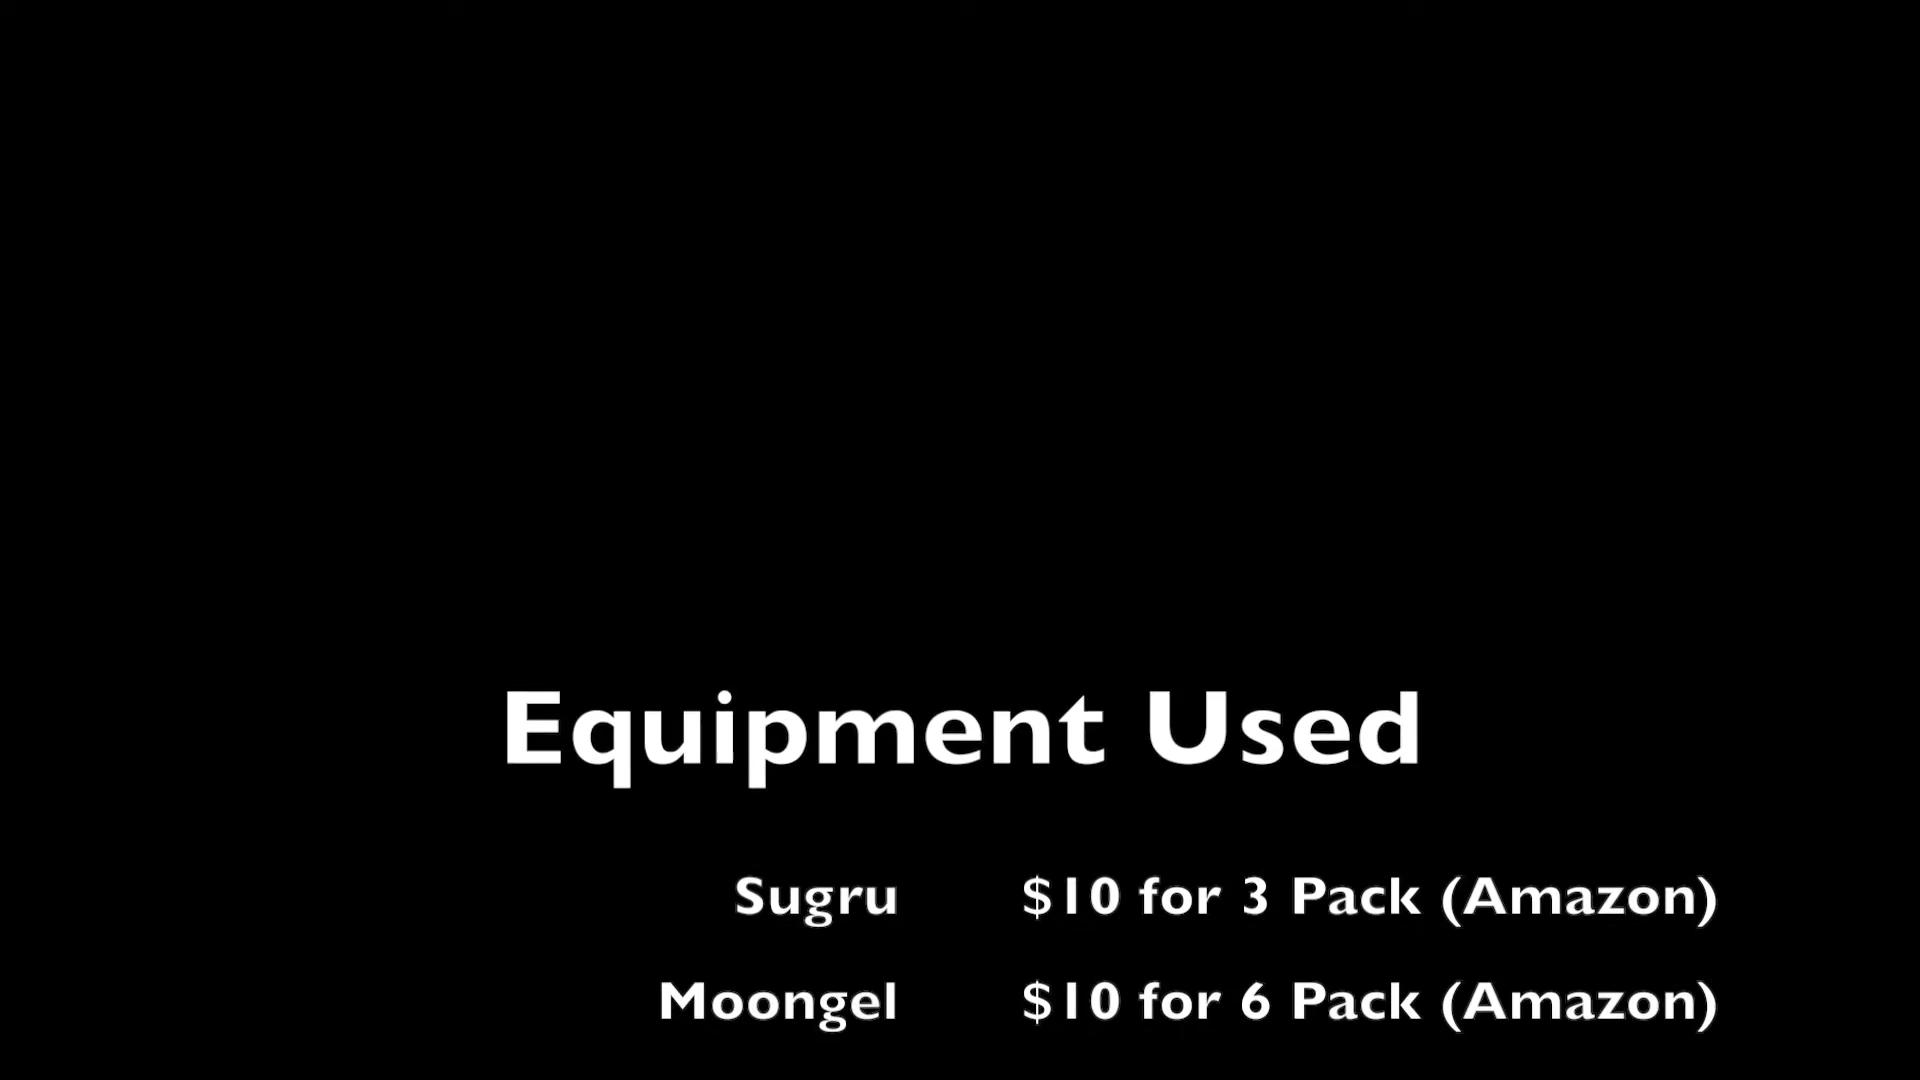 Equipment Used
Sugru $10 for 3 Pack (Amazon)
Moongel $10 for 6 Pack (Amazon)